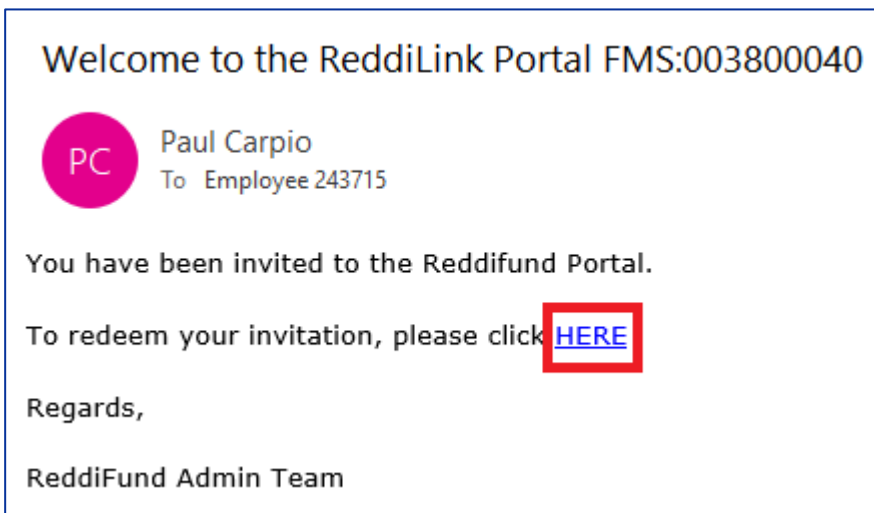 Welcome to the ReddiLink Portal FMS:003800040
PC
Paul Carpio
To Employee 243715
You have been invited to the Reddifund Portal.
To redeem your invitation, please click HERE
Regards,
ReddiFund Admin Team